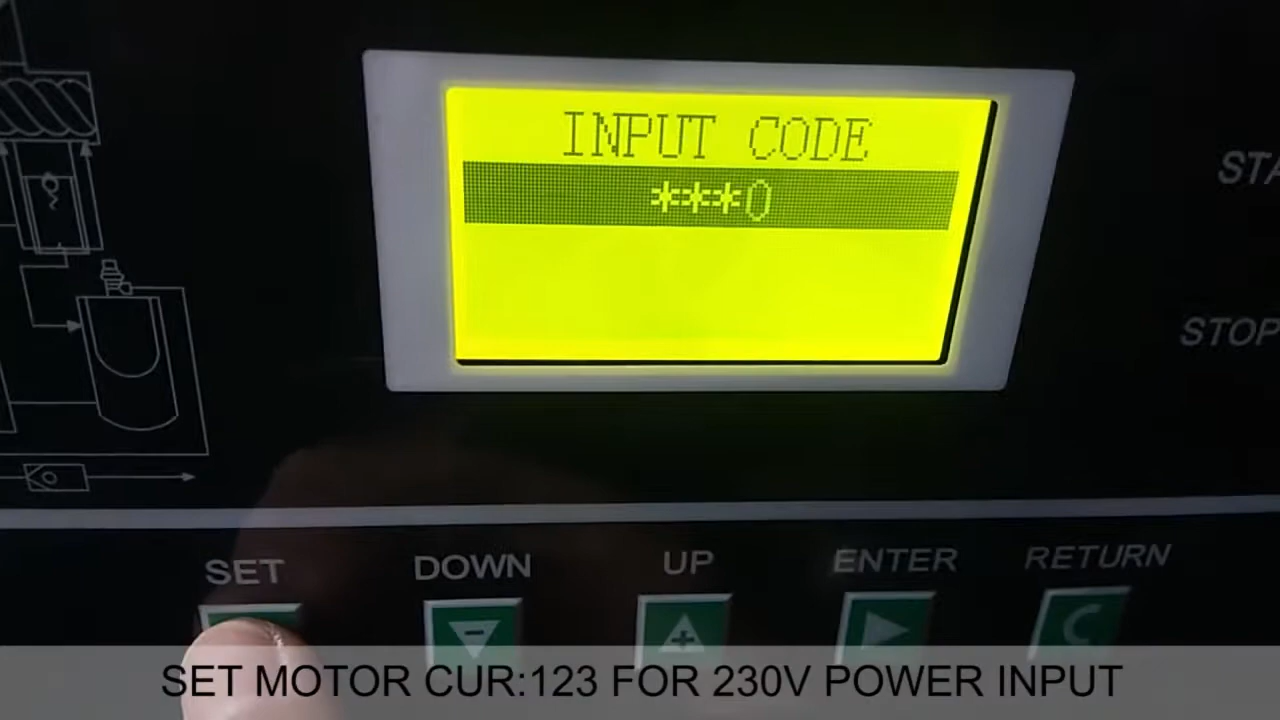 INPUT CODE
***0
STA
STOP
SET DOWN UP ENTER RETURN
SET MOTOR CUR:123 FOR 230V POWER INPUT